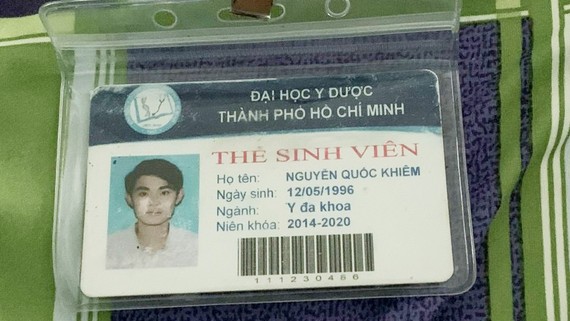 ĐẠI HỌC Y DƯỢC
THÀNH PHỐ HỒ CHÍ MINH
THẺ SINH VIÊN
Họ tên: NGUYỄN QUỐC KHIÊM
Ngày sinh: 12/05/1996
Ngành: Y đa khoa
Niên khóa: 2014-2020
111230456